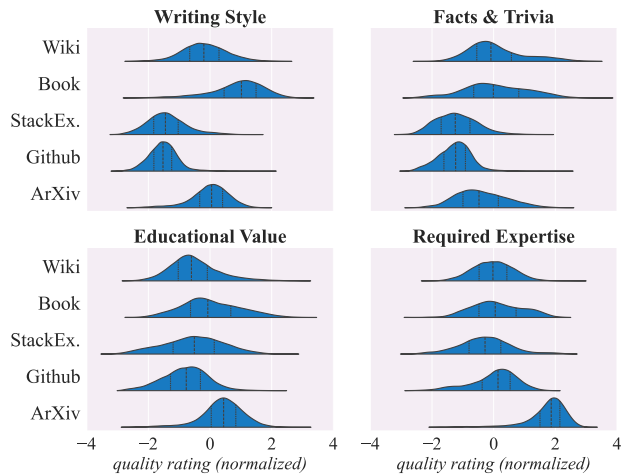 Writing Style
Facts & Trivia
Wiki
Book
StackEx.
Github
ArXiv
Educational Value
Required Expertise
Wiki
Book
StackEx.
Github
ArXiv
−4 −2 0 2 4
−4 −2 0 2 4
quality rating (normalized)
quality rating (normalized)